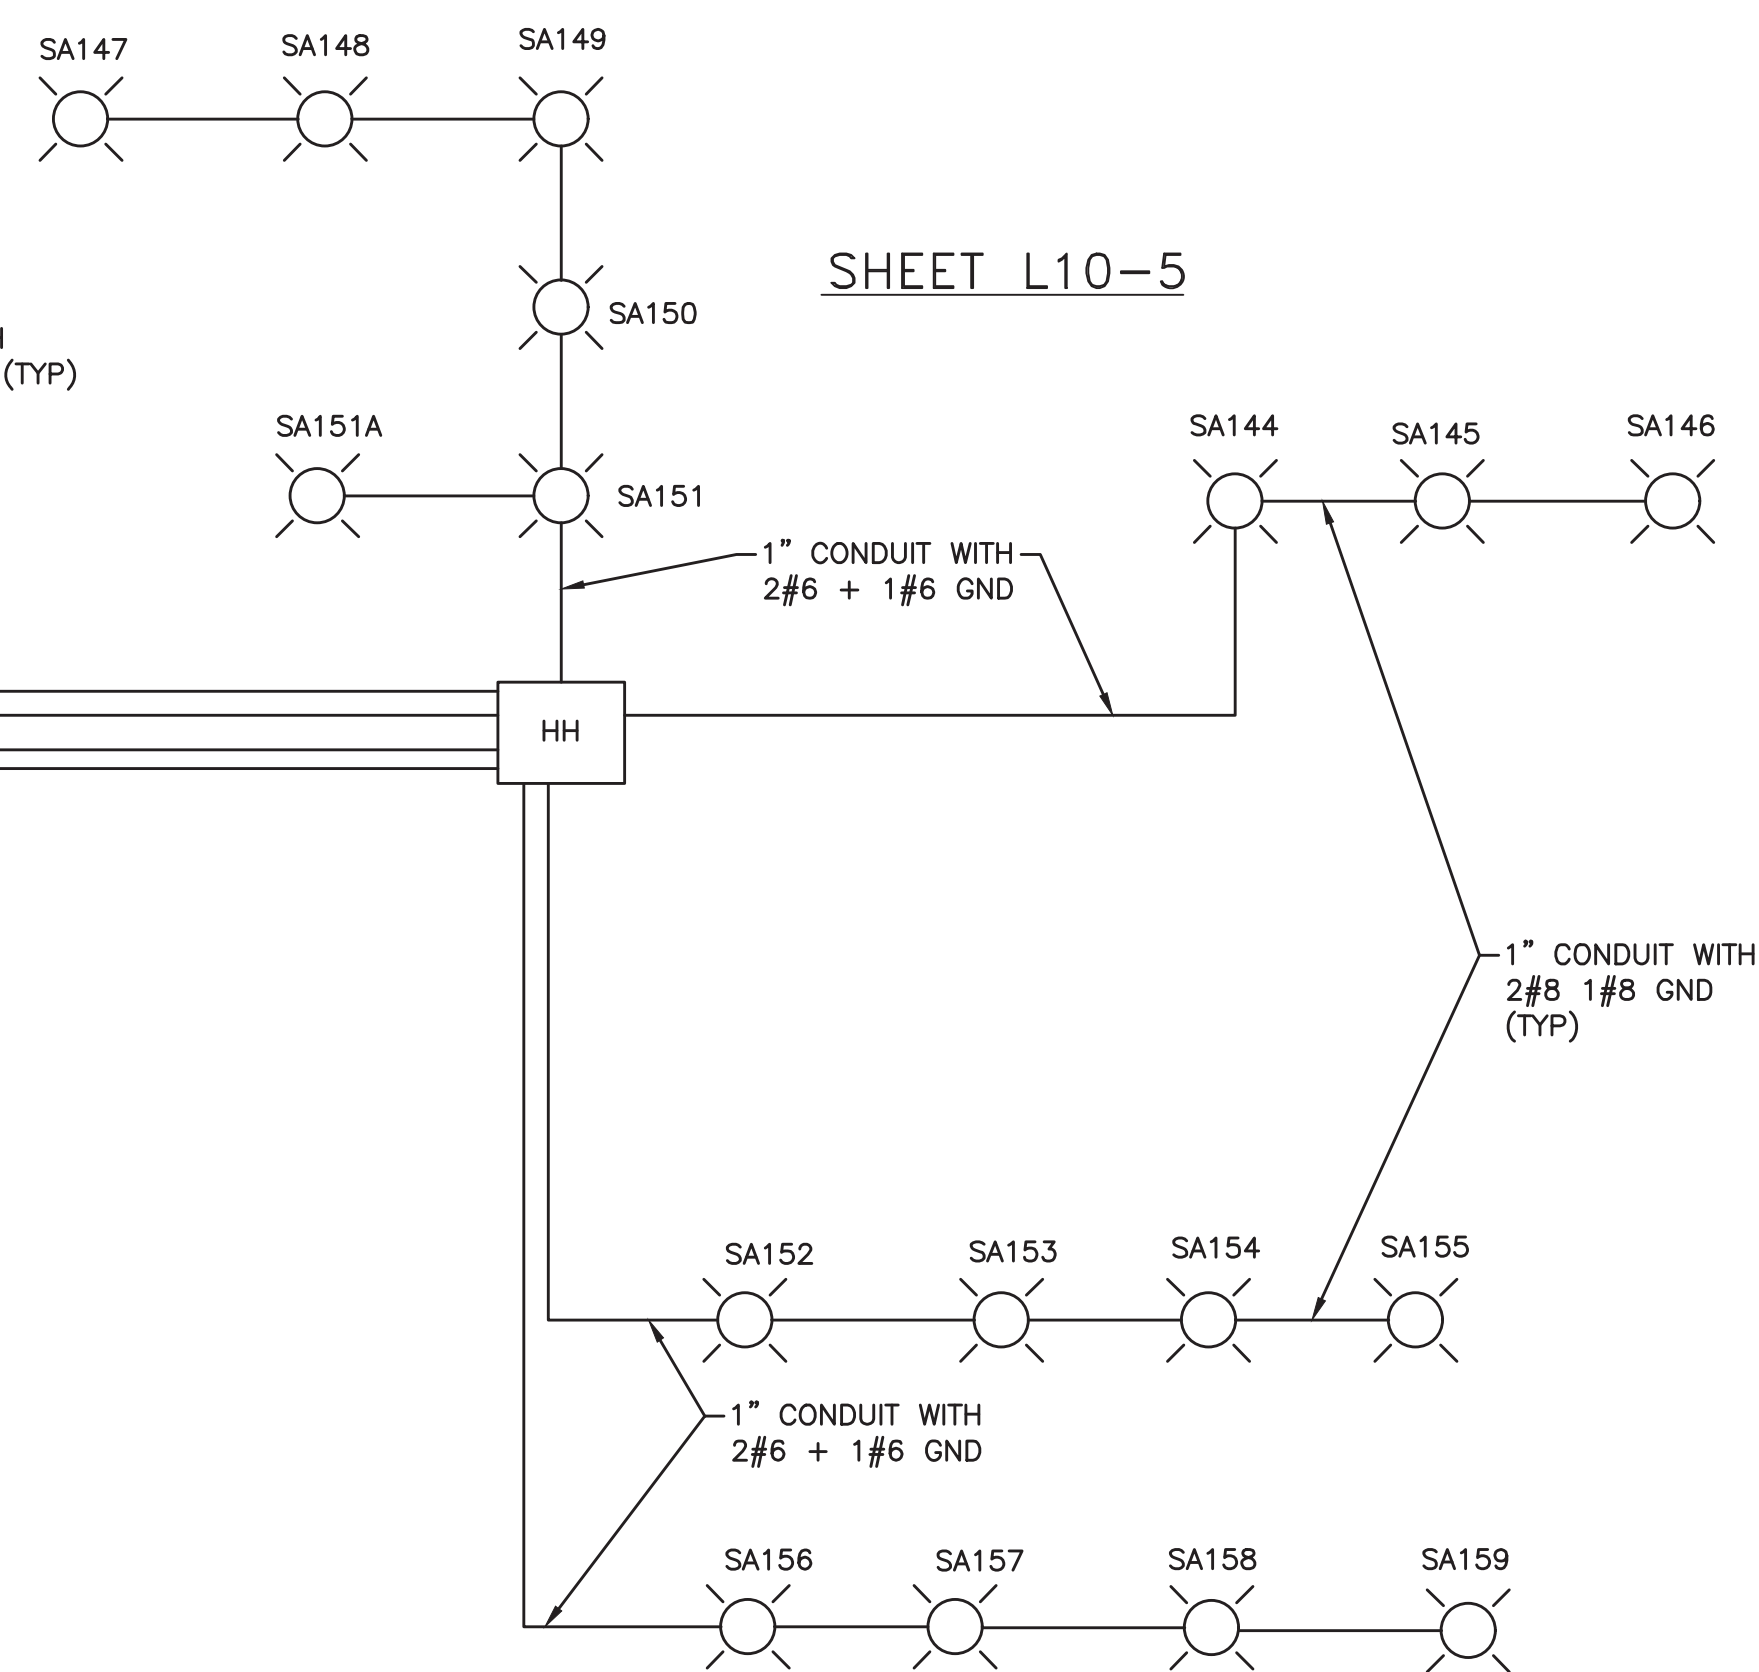 SA147
SA148
SA149
SHEET L10-5
SA150
(TYP)
SA151A
SA151
SA144
SA145
SA146
1" CONDUIT WITH
2#6 + 1#6 GND
HH
1" CONDUIT WITH
2#8 1#8 GND
(TYP)
SA152
SA153
SA154
SA155
1" CONDUIT WITH
2#6 + 1#6 GND
SA156
SA157
SA158
SA159